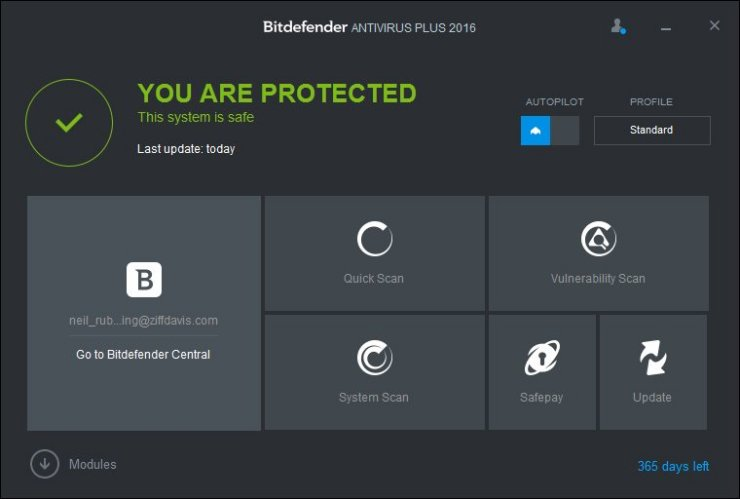 Bitdefender ANTIVIRUS PLUS 2016
YOU ARE PROTECTED
This system is safe
Last update: today
AUTOPILOT
PROFILE
Standard
B
neil_rub...ing@ziffdavis.com
Go to Bitdefender Central
Quick Scan
Vulnerability Scan
System Scan
Safepay
Update
Modules
365 days left